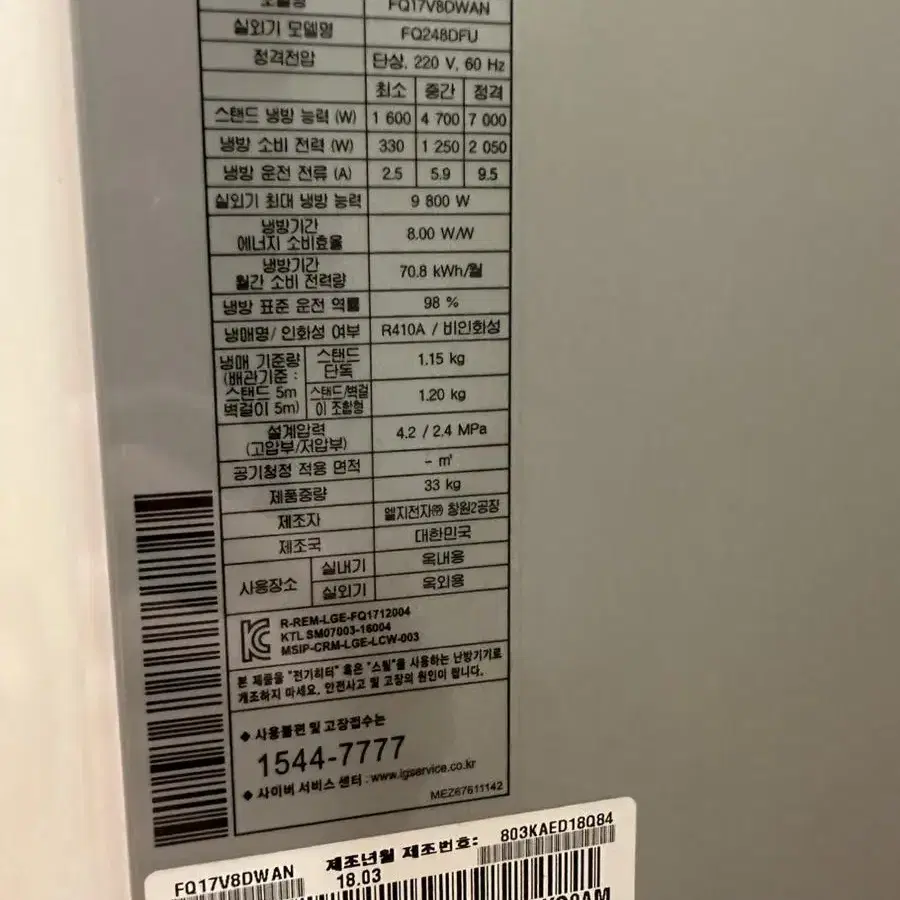 모델명 FQ17V8DWAN
실외기 모델명 FQ248DFU
정격전압 단상, 220 V, 60 Hz
최소 중간 정격
스탠드 냉방 능력 (W) 1 600 4 700 7 000
냉방 소비 전력 (W) 330 1 250 2 050
냉방 운전 전류 (A) 2.5 5.9 9.5
실외기 최대 냉방 능력 9 800 W
냉방기간
에너지 소비효율 8.00 W/W
냉방기간
월간 소비 전력량 70.8 kWh/월
냉방 표준 운전 역률 98 %
냉매명/ 인화성 여부 R410A / 비인화성
냉매 기준량
(배관기준 :
스탠드 5m
벽걸이 5m)
스탠드
단독 1.15 kg
스탠드/벽걸
이 조합형 1.20 kg
설계압력
(고압부/저압부) 4.2 / 2.4 MPa
공기청정 적용 면적 - ㎡
제품중량 33 kg
제조자 엘지전자㈜ 창원2공장
제조국 대한민국
사용장소 실내기 옥내용
실외기 옥외용
R-REM-LGE-FQ1712004
KTL SM07003-16004
MSIP-CRM-LGE-LCW-003
본 제품을 "전기히터" 혹은 "스팀"를 사용하는 난방기기로
개조하지 마세요. 안전사고 및 고장의 원인이 됩니다.
◆ 사용불편 및 고장접수는
1544-7777
◆ 사이버 서비스 센터 : www.lgservice.co.kr
MEZ67611142
FQ17V8DWAN 제조년월 제조번호: 803KAED18Q84
18.03